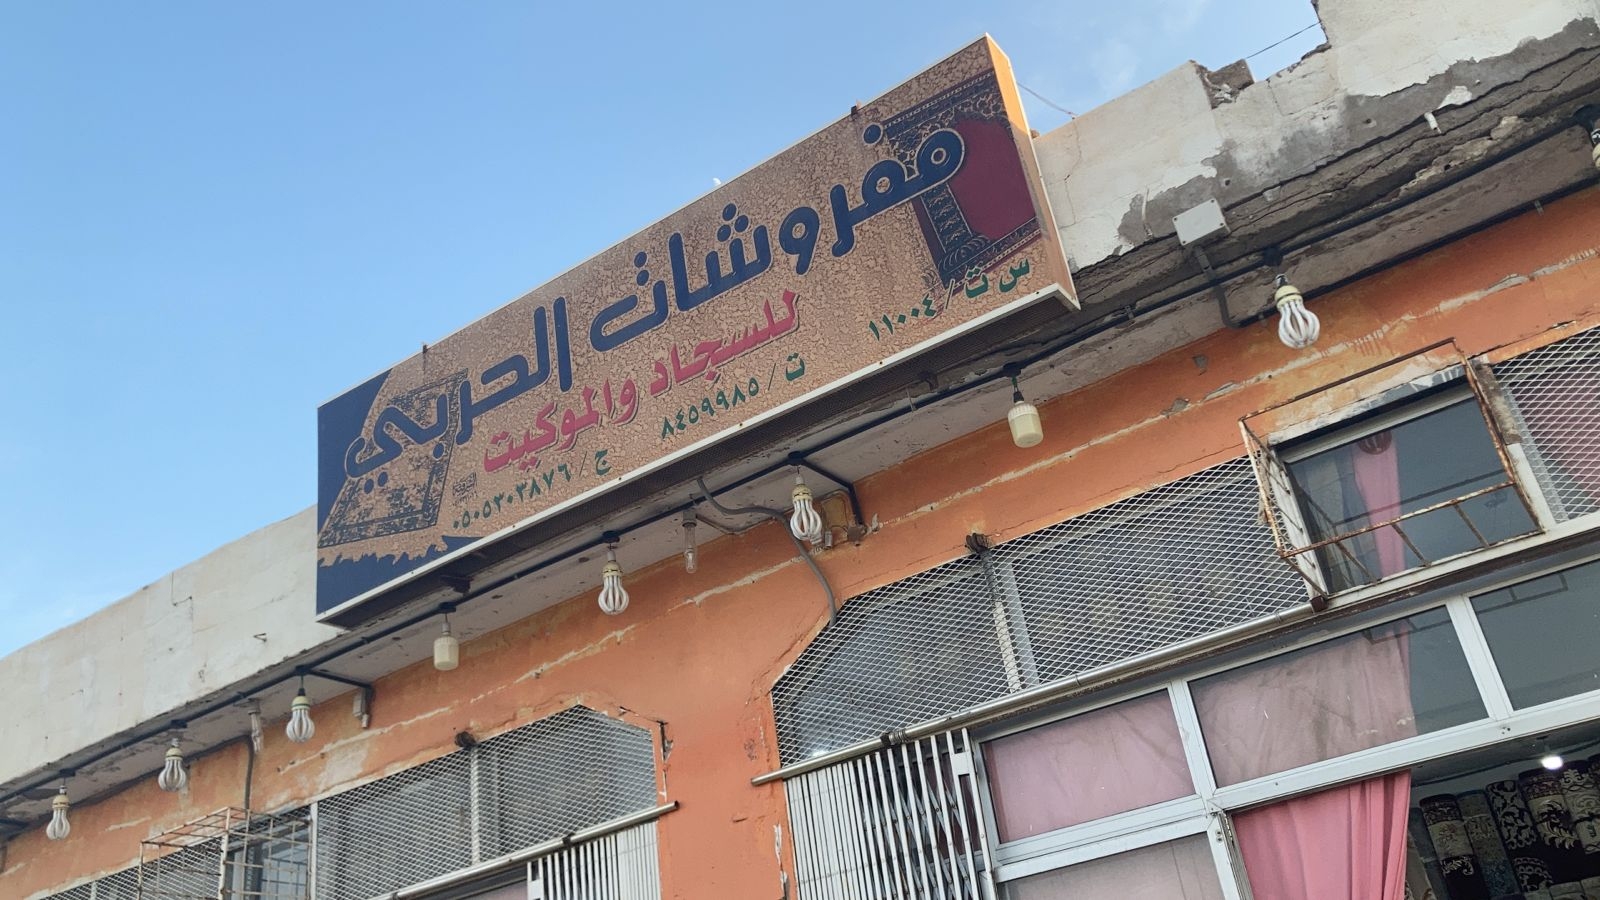 مفروشات الحربي
للسجاد والموكيت
س ت / ١١٠٠٤
ت / ٨٤٥٩٩٨٥
ج / ٠٥٠٥٣٠٣٨٧٦